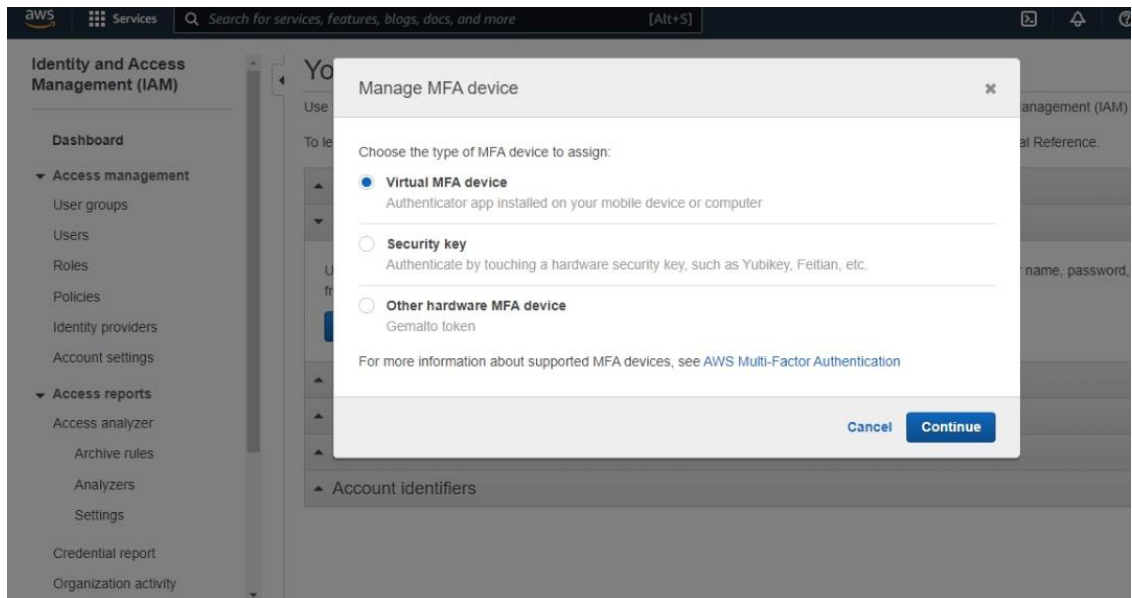 aws
Services
Search for services, features, blogs, docs, and more
[Alt+S]
Identity and Access
Management (IAM)
Dashboard
Access management
User groups
Users
Roles
Policies
Identity providers
Account settings
Access reports
Access analyzer
Archive rules
Analyzers
Settings
Credential report
Organization activity
Yo
Use
anagement (IAM)
To le
al Reference.
Manage MFA device
Choose the type of MFA device to assign:
Virtual MFA device
Authenticator app installed on your mobile device or computer
Security key
Authenticate by touching a hardware security key, such as Yubikey, Feitian, etc.
Other hardware MFA device
Gemalto token
For more information about supported MFA devices, see AWS Multi-Factor Authentication
Cancel
Continue
U
name, password,
fr
Account identifiers